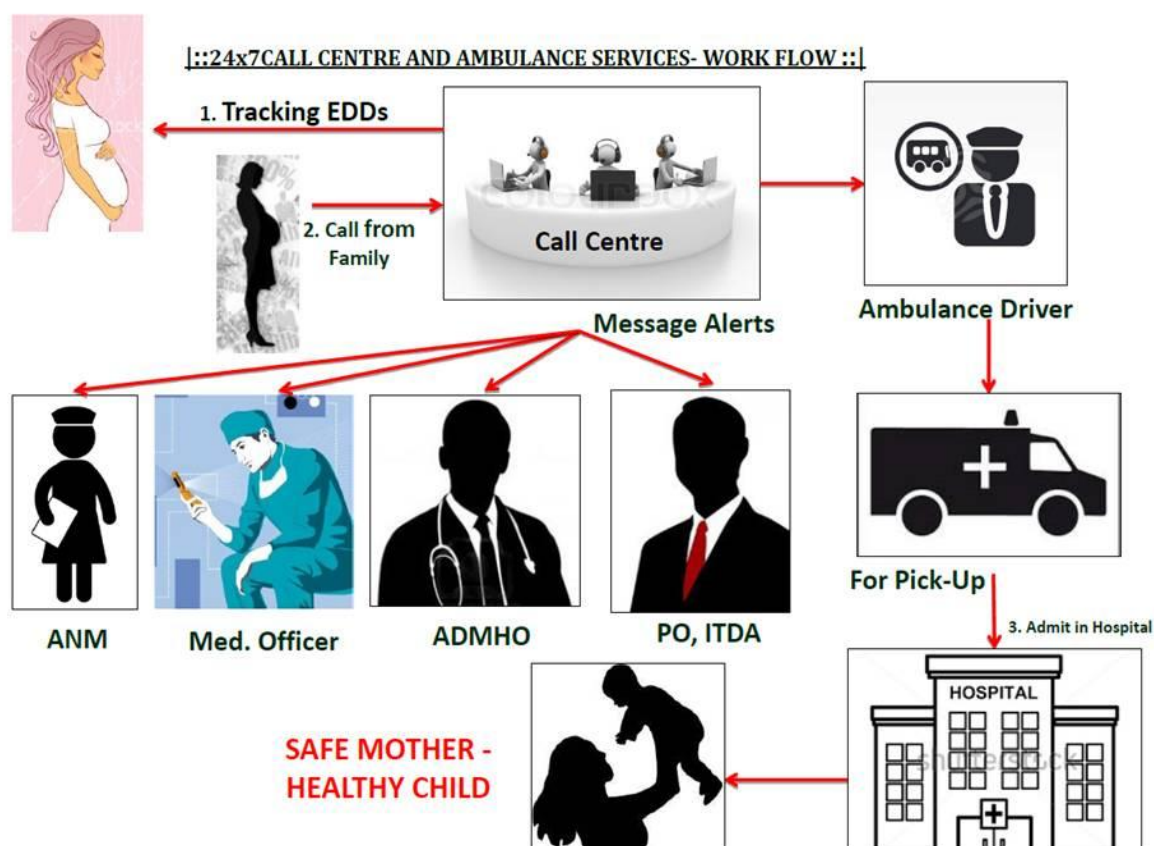 |::24x7CALL CENTRE AND AMBULANCE SERVICES- WORK FLOW ::|
1. Tracking EDDs
2. Call from
Family
Call Centre
Message Alerts
Ambulance Driver
ANM
Med. Officer
ADMHO
PO, ITDA
For Pick-Up
3. Admit in Hospital
HOSPITAL
shutterstock
SAFE MOTHER -
HEALTHY CHILD